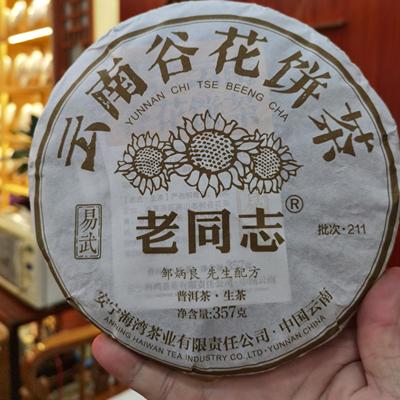 云南谷花饼茶
YUNNAN CHI TSE BEENG CHA
易武
老同志®
批次·211
邹炳良 先生配方
普洱茶·生茶
净含量:357克
安宁海湾茶业有限责任公司·中国云南
ANNING HAIWAN TEA INDUSTRY CO., LTD.·YUNNAN CHINA